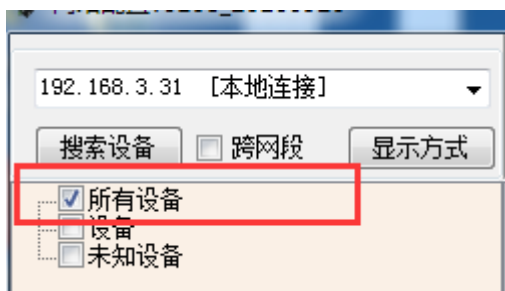 192.168.3.31 [本地连接]
搜索设备 跨网段 显示方式
所有设备
设备
未知设备